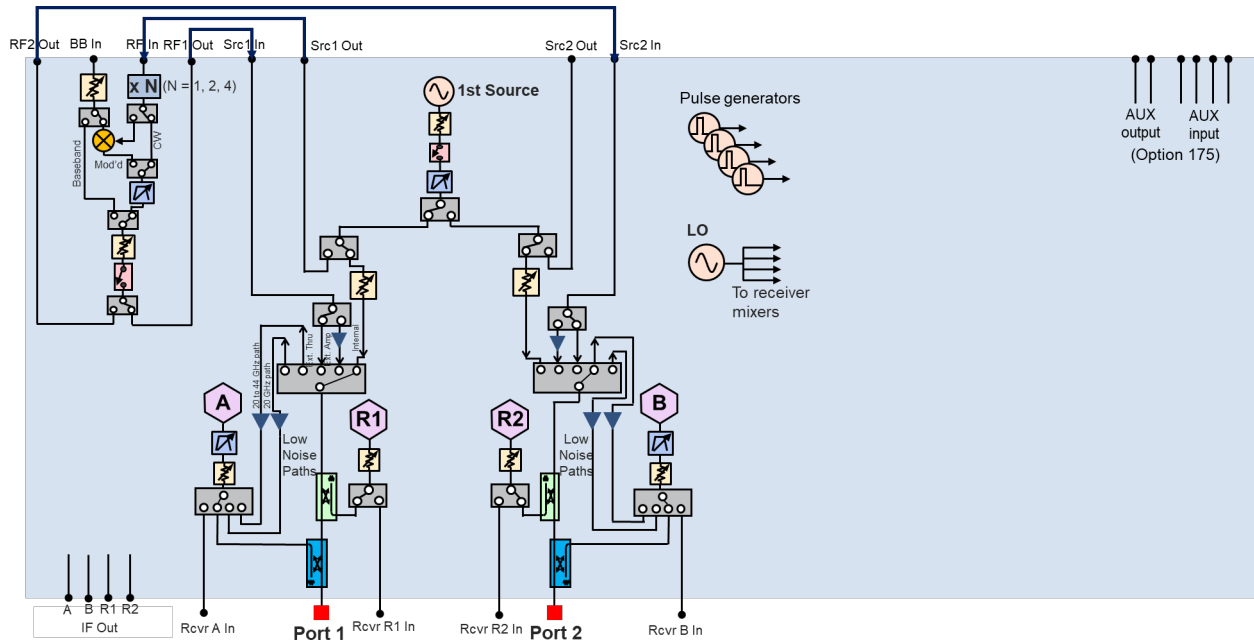 RF2 Out
BB In
RF In
RF1 Out
Src1 In
Src1 Out
Src2 Out
Src2 In
x N
(N = 1, 2, 4)
1st Source
Pulse generators
AUX
output
AUX
input
(Option 175)
Baseband
Mod'd
CW
LO
To receiver
mixers
20 to 44 GHz path
20 GHz path
Ext. Thru
Ext. Amp
Internal
A
R1
R2
B
Low
Noise
Paths
Low
Noise
Paths
A
B
R1
R2
IF Out
Rcvr A In
Port 1
Rcvr R1 In
Rcvr R2 In
Port 2
Rcvr B In